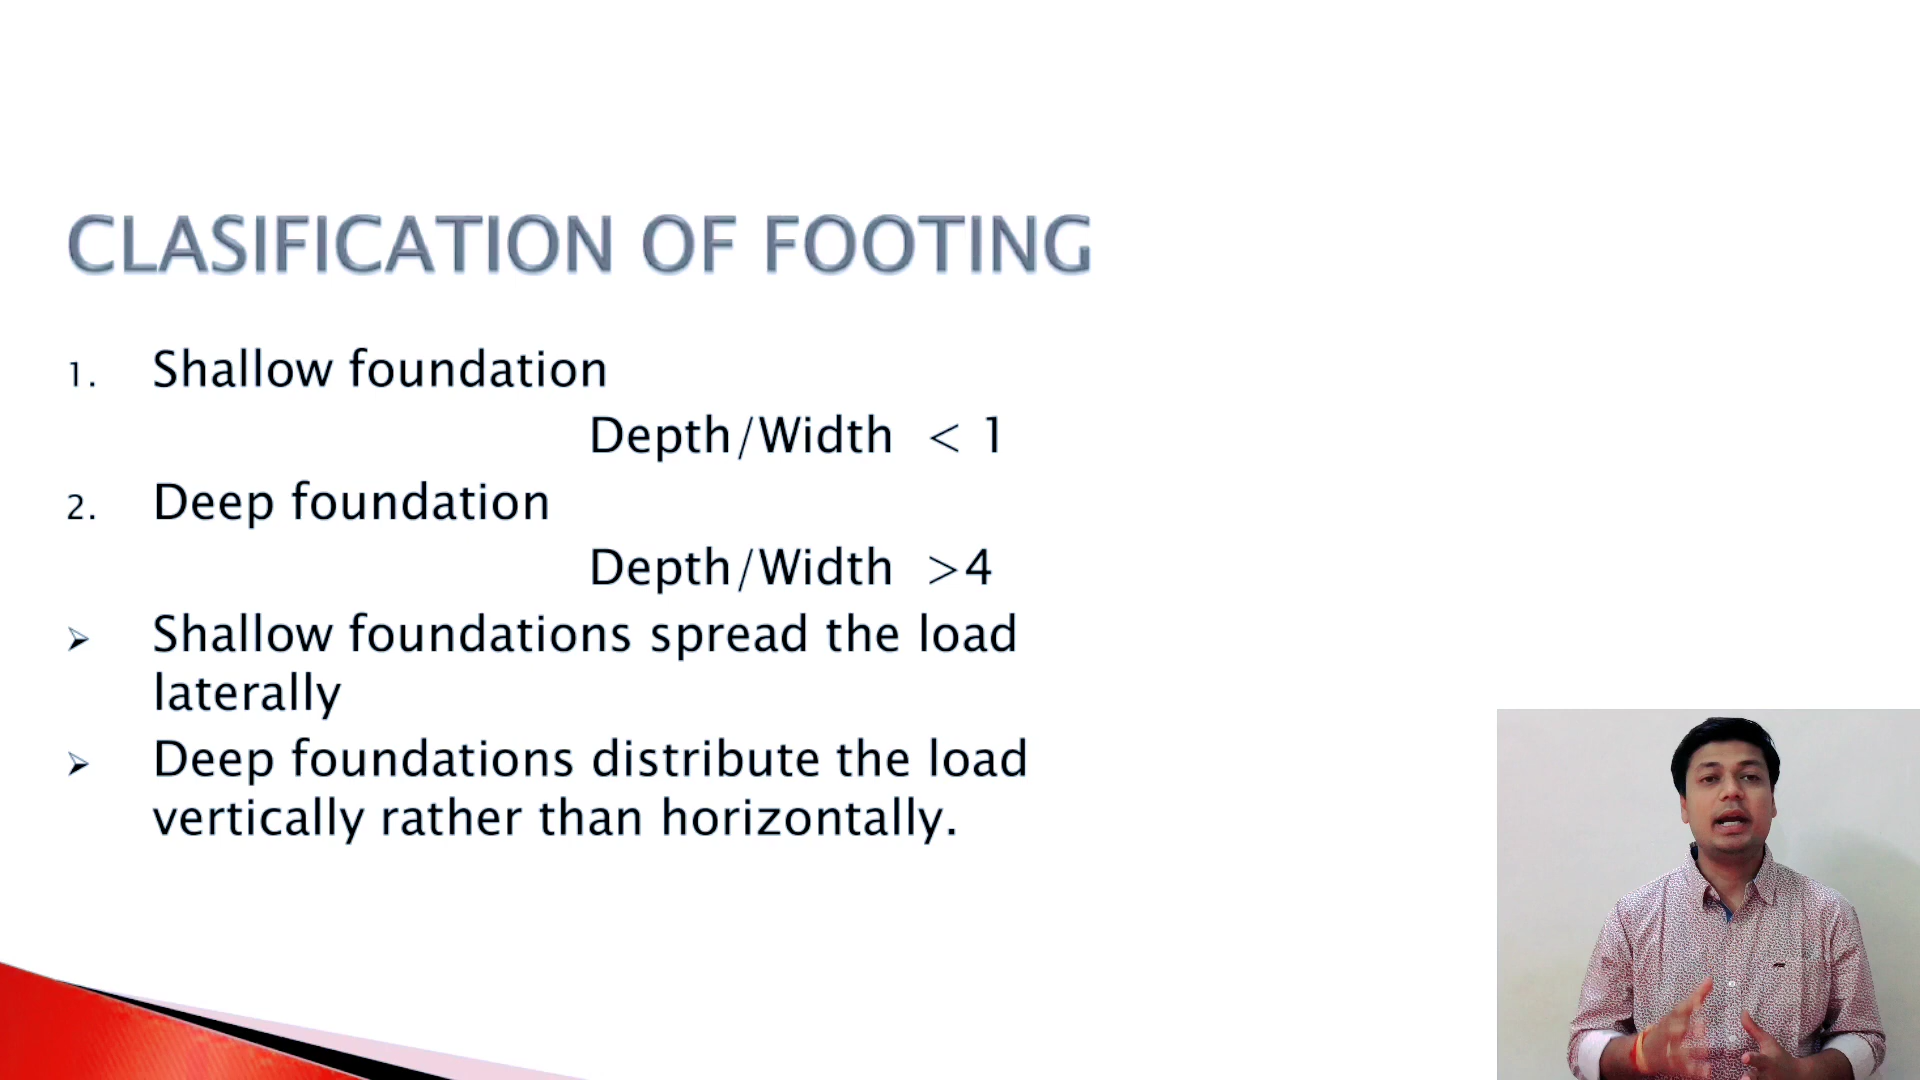 CLASIFICATION OF FOOTING
1. Shallow foundation
Depth/Width < 1
2. Deep foundation
Depth/Width >4
Shallow foundations spread the load
laterally
Deep foundations distribute the load
vertically rather than horizontally.